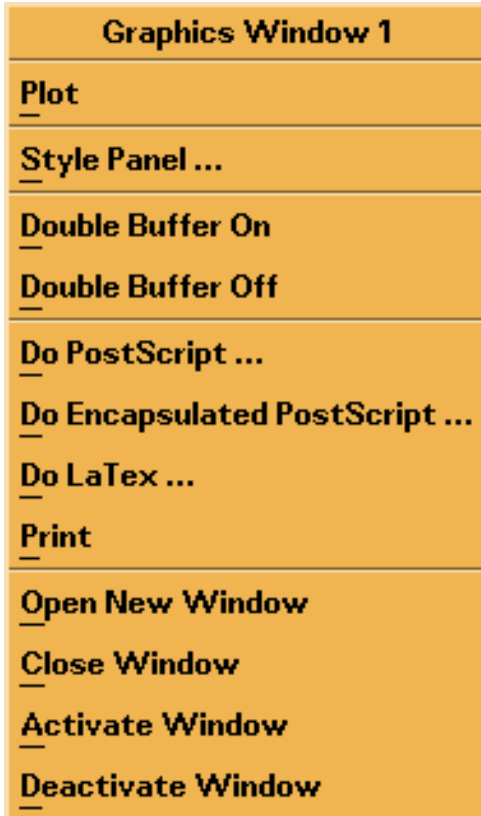 Graphics Window 1
Plot
Style Panel ...
Double Buffer On
Double Buffer Off
Do PostScript ...
Do Encapsulated PostScript ...
Do LaTex ...
Print
Open New Window
Close Window
Activate Window
Deactivate Window